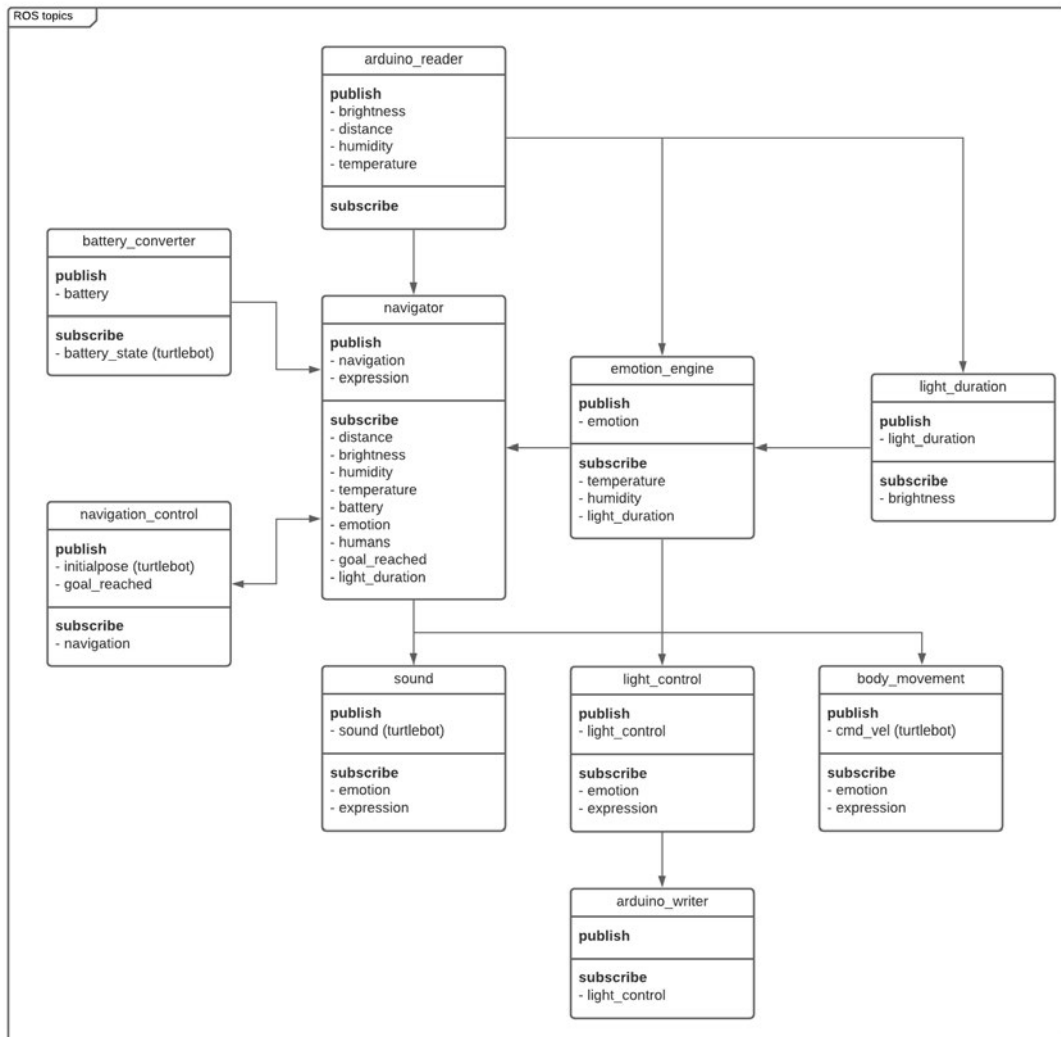 ROS topics
arduino_reader
publish
- brightness
- distance
- humidity
- temperature
subscribe
battery_converter
publish
- battery
subscribe
- battery_state (turtlebot)
navigator
publish
- navigation
- expression
subscribe
- distance
- brightness
- humidity
- temperature
- battery
- emotion
- humans
- goal_reached
- light_duration
emotion_engine
publish
- emotion
subscribe
- temperature
- humidity
- light_duration
light_duration
publish
- light_duration
subscribe
- brightness
navigation_control
publish
- initialpose (turtlebot)
- goal_reached
subscribe
- navigation
sound
publish
- sound (turtlebot)
subscribe
- emotion
- expression
light_control
publish
- light_control
subscribe
- emotion
- expression
body_movement
publish
- cmd_vel (turtlebot)
subscribe
- emotion
- expression
arduino_writer
publish
subscribe
- light_control